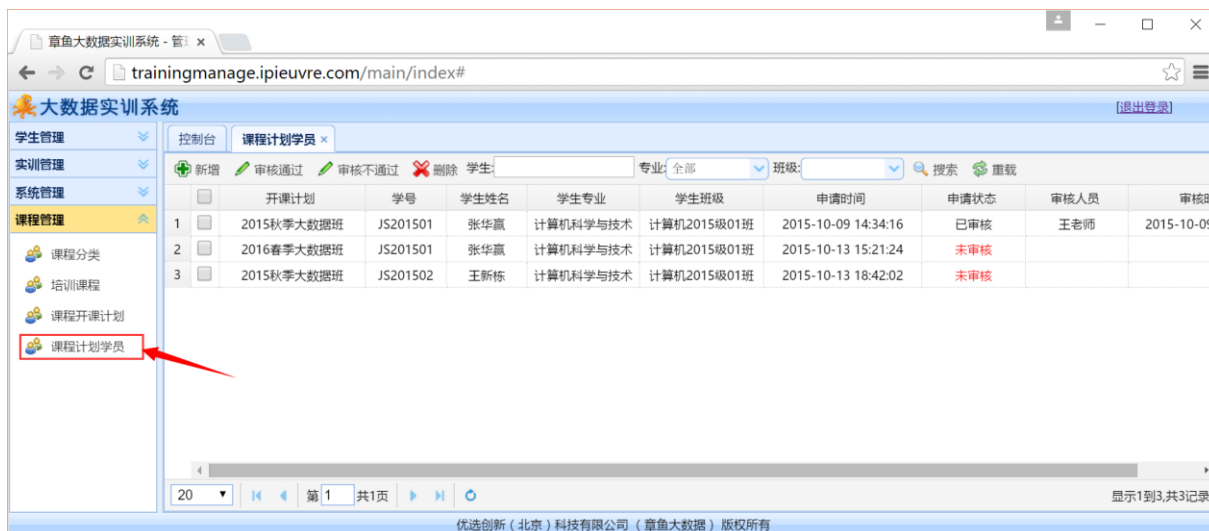 章鱼大数据实训系统 - 管
trainingmanage.ipieuvre.com/main/index#
大数据实训系统 [退出登录]
学生管理
实训管理
系统管理
课程管理
课程分类
培训课程
课程开课计划
课程计划学员
控制台 课程计划学员
新增 审核通过 审核不通过 删除 学生: 专业: 全部 班级: 搜索 重载
开课计划 学号 学生姓名 学生专业 学生班级 申请时间 申请状态 审核人员 审核时
1 2015秋季大数据班 JS201501 张华赢 计算机科学与技术 计算机2015级01班 2015-10-09 14:34:16 已审核 王老师 2015-10-09
2 2016春季大数据班 JS201501 张华赢 计算机科学与技术 计算机2015级01班 2015-10-13 15:21:24 未审核
3 2015秋季大数据班 JS201502 王新栋 计算机科学与技术 计算机2015级01班 2015-10-13 18:42:02 未审核
20 第 1 共1页 显示1到3,共3记录
优选创新（北京）科技有限公司（章鱼大数据）版权所有